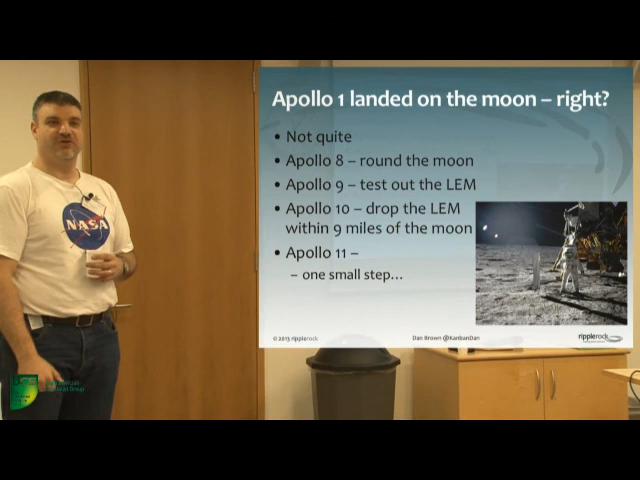 Apollo 1 landed on the moon – right?
• Not quite
• Apollo 8 – round the moon
• Apollo 9 – test out the LEM
• Apollo 10 – drop the LEM
within 9 miles of the moon
• Apollo 11 –
– one small step...
NASA
© 2013 ripplerock
Dan Brown @KanbanDan
ripplerock
Group